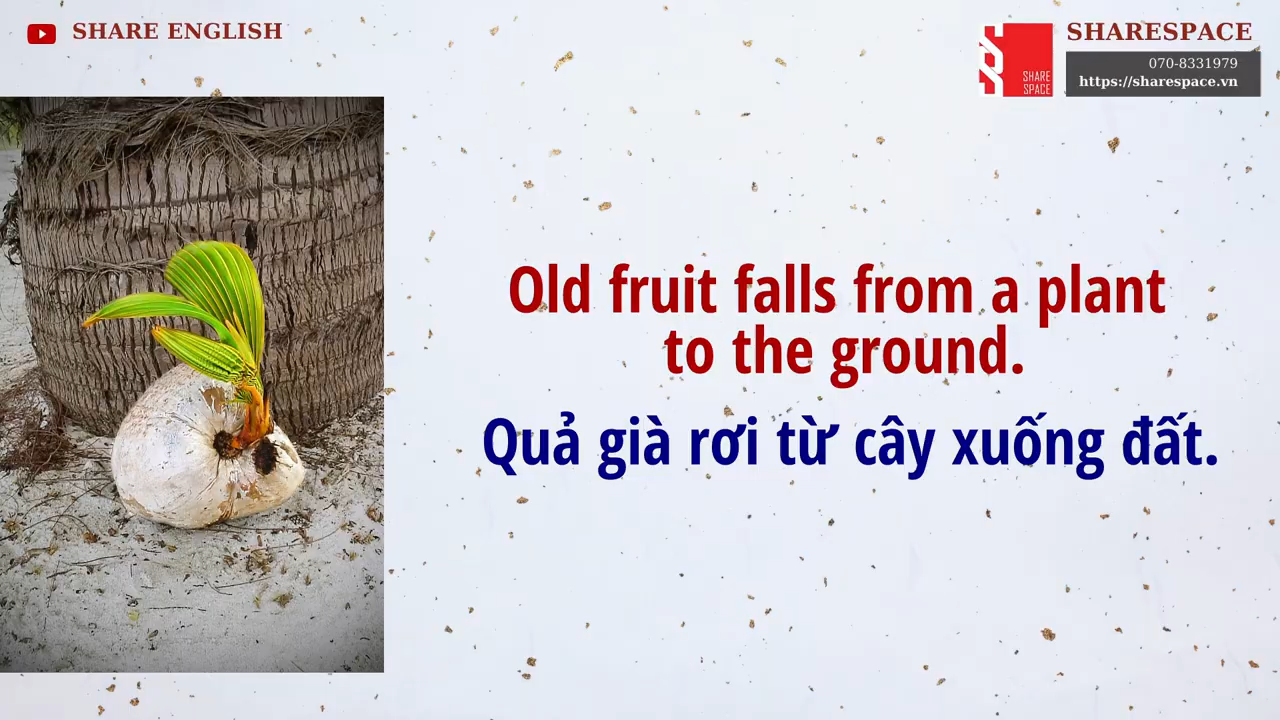 SHARE ENGLISH
SHARESPACE
070-8331979
https://sharespace.vn
SHARE
SPACE
Old fruit falls from a plant
to the ground.
Quả già rơi từ cây xuống đất.